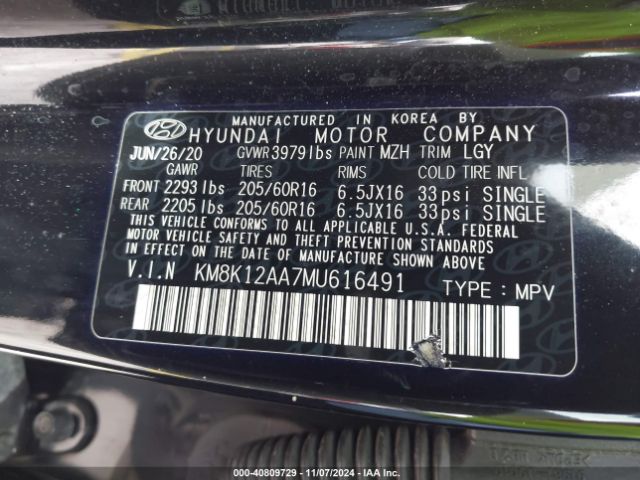 MANUFACTURED IN KOREA BY
HYUNDAI MOTOR COMPANY
JUN/26/20 GVWR 3979lbs PAINT MZH TRIM LGY
GAWR TIRES RIMS COLD TIRE INFL
FRONT 2293lbs 205/60R16 6.5JX16 33psi SINGLE
REAR 2205lbs 205/60R16 6.5JX16 33psi SINGLE
THIS VEHICLE CONFORMS TO ALL APPLICABLE U.S.A. FEDERAL
MOTOR VEHICLE SAFETY, BUMPER, AND THEFT PREVENTION STANDARDS
IN EFFECT ON THE DATE OF MANUFACTURE SHOWN ABOVE.
V.I.N KM8K12AA7MU616491 TYPE : MPV
00-40809729 - 11/07/2024 - IAA Inc.